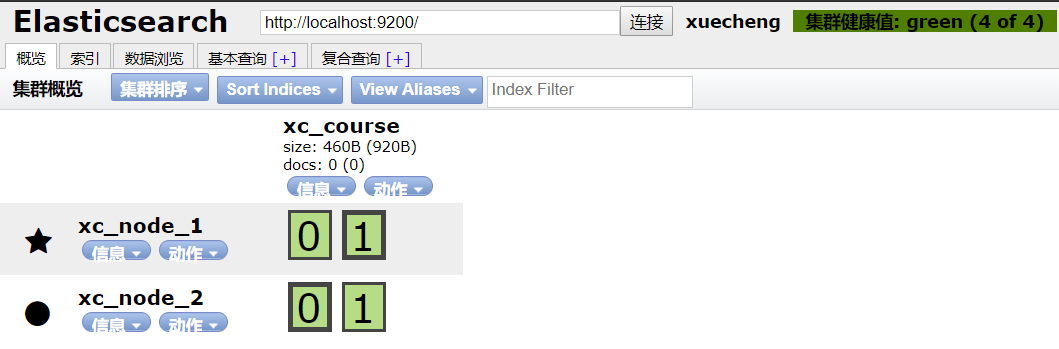 Elasticsearch http://localhost:9200/ 连接 xuecheng 集群健康值: green (4 of 4)
概览 索引 数据浏览 基本查询 [+] 复合查询 [+]
集群概览 集群排序 Sort Indices View Aliases Index Filter
xc_course
size: 460B (920B)
docs: 0 (0)
信息 动作
xc_node_1 0 1
信息 动作
xc_node_2 0 1
信息 动作